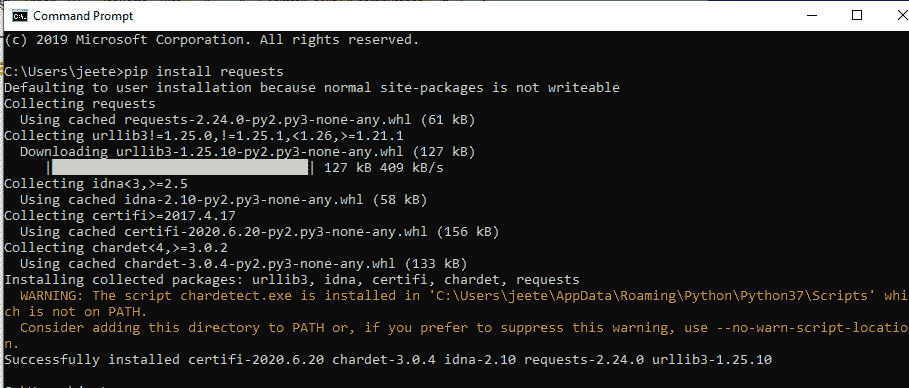 Command Prompt
(c) 2019 Microsoft Corporation. All rights reserved.
C:\Users\jeete>pip install requests
Defaulting to user installation because normal site-packages is not writeable
Collecting requests
  Using cached requests-2.24.0-py2.py3-none-any.whl (61 kB)
Collecting urllib3!=1.25.0,!=1.25.1,<1.26,>=1.21.1
  Downloading urllib3-1.25.10-py2.py3-none-any.whl (127 kB)
     |████████████████████████████████| 127 kB 409 kB/s
Collecting idna<3,>=2.5
  Using cached idna-2.10-py2.py3-none-any.whl (58 kB)
Collecting certifi>=2017.4.17
  Using cached certifi-2020.6.20-py2.py3-none-any.whl (156 kB)
Collecting chardet<4,>=3.0.2
  Using cached chardet-3.0.4-py2.py3-none-any.whl (133 kB)
Installing collected packages: urllib3, idna, certifi, chardet, requests
  WARNING: The script chardetect.exe is installed in 'C:\Users\jeete\AppData\Roaming\Python\Python37\Scripts' whi
ch is not on PATH.
  Consider adding this directory to PATH or, if you prefer to suppress this warning, use --no-warn-script-locatio
n.
Successfully installed certifi-2020.6.20 chardet-3.0.4 idna-2.10 requests-2.24.0 urllib3-1.25.10